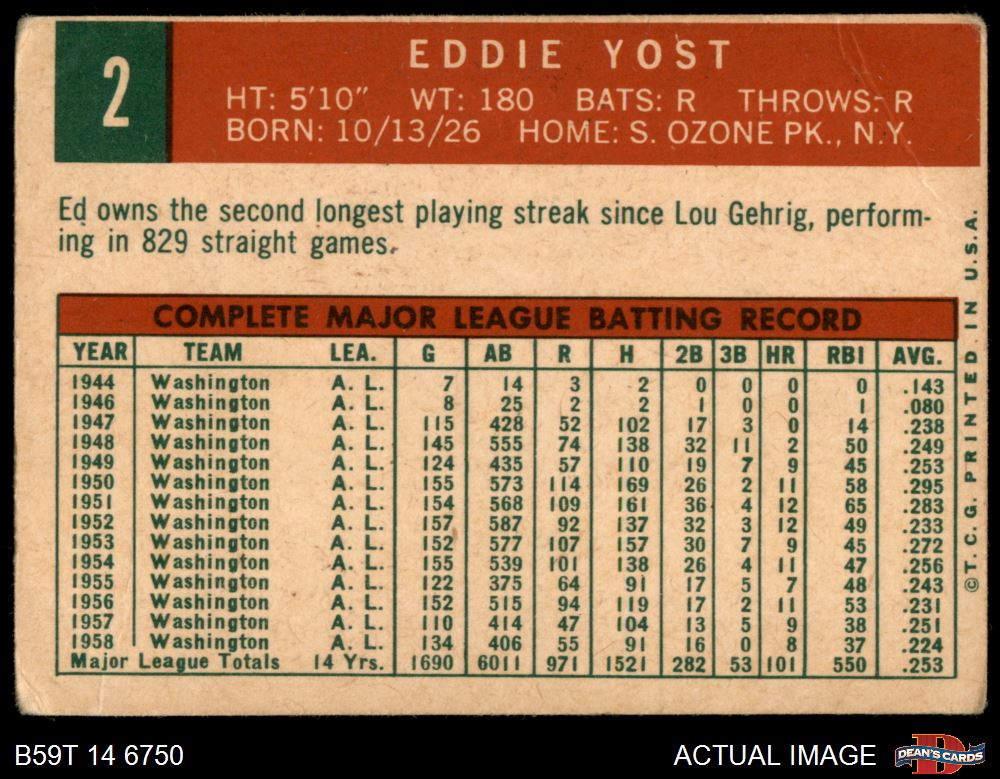 2
EDDIE YOST
HT: 5'10" WT: 180 BATS: R THROWS: R
BORN: 10/13/26 HOME: S. OZONE PK., N.Y.
Ed owns the second longest playing streak since Lou Gehrig, perform-
ing in 829 straight games.
COMPLETE MAJOR LEAGUE BATTING RECORD
YEAR TEAM LEA. G AB R H 2B 3B HR RBI AVG.
1944 Washington A. L. 7 14 3 2 0 0 0 0 .143
1946 Washington A. L. 8 25 2 2 1 0 0 1 .080
1947 Washington A. L. 115 428 52 102 17 3 0 14 .238
1948 Washington A. L. 145 555 74 138 32 11 2 50 .249
1949 Washington A. L. 124 435 57 110 19 7 9 45 .253
1950 Washington A. L. 155 573 114 169 26 2 11 58 .295
1951 Washington A. L. 154 568 109 161 36 4 12 65 .283
1952 Washington A. L. 157 587 92 137 32 3 12 49 .233
1953 Washington A. L. 152 577 107 157 30 7 9 45 .272
1954 Washington A. L. 155 539 101 138 26 4 11 47 .256
1955 Washington A. L. 122 375 64 91 17 5 7 48 .243
1956 Washington A. L. 152 515 94 119 17 2 11 53 .231
1957 Washington A. L. 110 414 47 104 13 5 9 38 .251
1958 Washington A. L. 134 406 55 91 16 0 8 37 .224
Major League Totals 14 Yrs. 1690 6011 971 1521 282 53 101 550 .253
©T. C. G. PRINTED IN U.S.A.
B59T 14 6750
ACTUAL IMAGE
D
DEAN'S CARDS